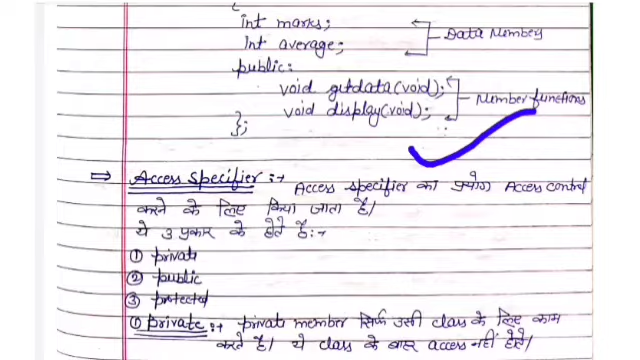 {
int marks;
int average;
Data Members
public:
void getdata(void);
void display(void);
Member functions
};
⇒ Access Specifier :→ Access specifier का प्रयोग Access control
करने के लिए किया जाता है।
ये 3 प्रकार के होते हैं :→
① private
② public
③ protected
① private :→ private member सिर्फ उसी class के लिए काम
करते हैं। ये class के बाहर access नहीं होते।